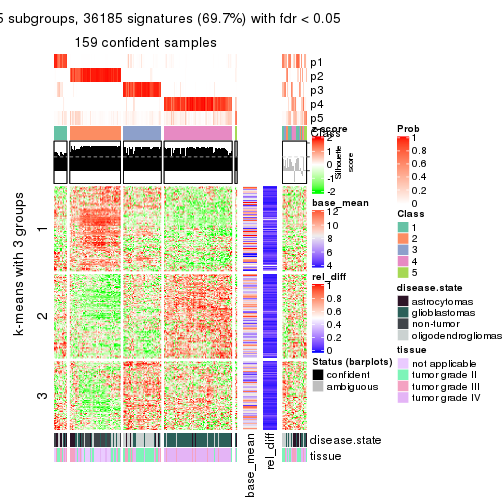 5 subgroups, 36185 signatures (69.7%) with fdr < 0.05
159 confident samples
p1
p2
p3
p4
p5
Class
Silhouette
score
k-means with 3 groups
1
2
3
base_mean
rel_diff
disease.state
tissue
z-score
2
1
0
-1
-2
base_mean
12
10
8
6
4
rel_diff
1
0.8
0.6
0.4
0.2
0
Status (barplots)
confident
ambiguous
Prob
1
0.8
0.6
0.4
0.2
0
Class
1
2
3
4
5
disease.state
astrocytomas
glioblastomas
non-tumor
oligodendrogliomas
tissue
not applicable
tumor grade II
tumor grade III
tumor grade IV